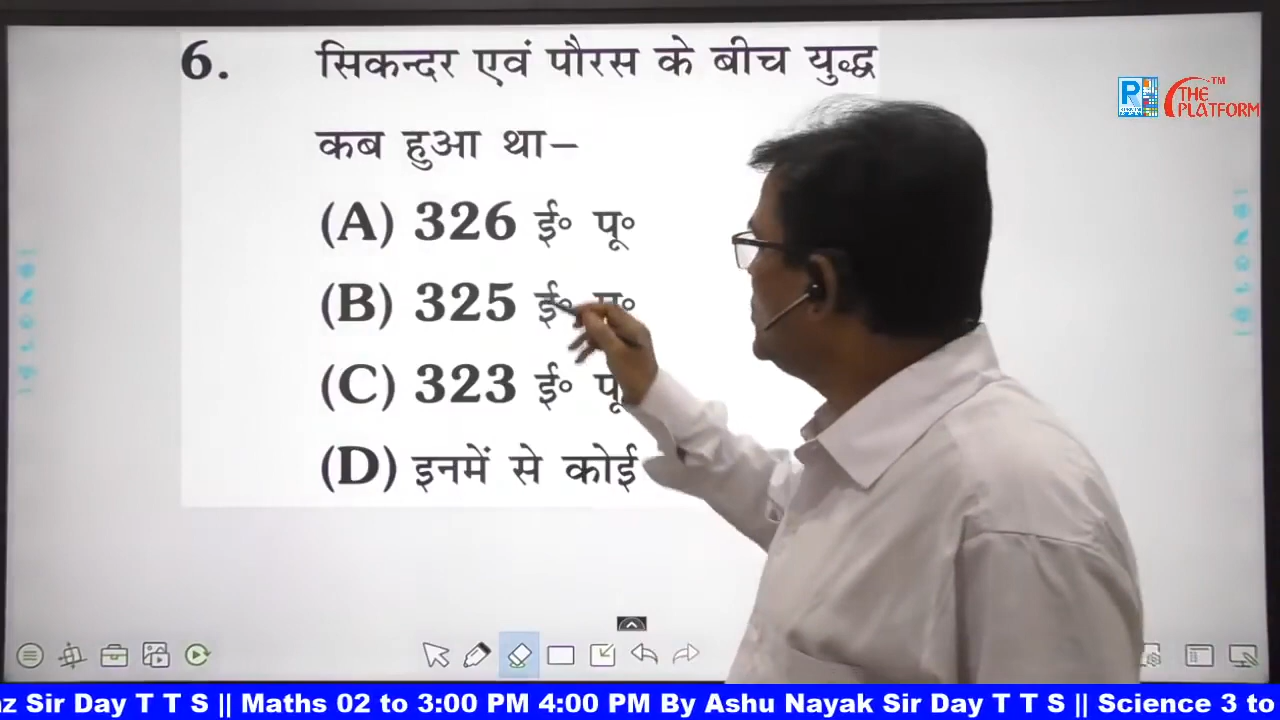 6. सिकन्दर एवं पौरस के बीच युद्ध
कब हुआ था–
(A) 326 ई॰ पू॰
(B) 325 ई॰ पू॰
(C) 323 ई॰ पू
(D) इनमें से कोई
THE PLATFORM™
Sir Day T T S || Maths 02 to 3:00 PM 4:00 PM By Ashu Nayak Sir Day T T S || Science 3 to